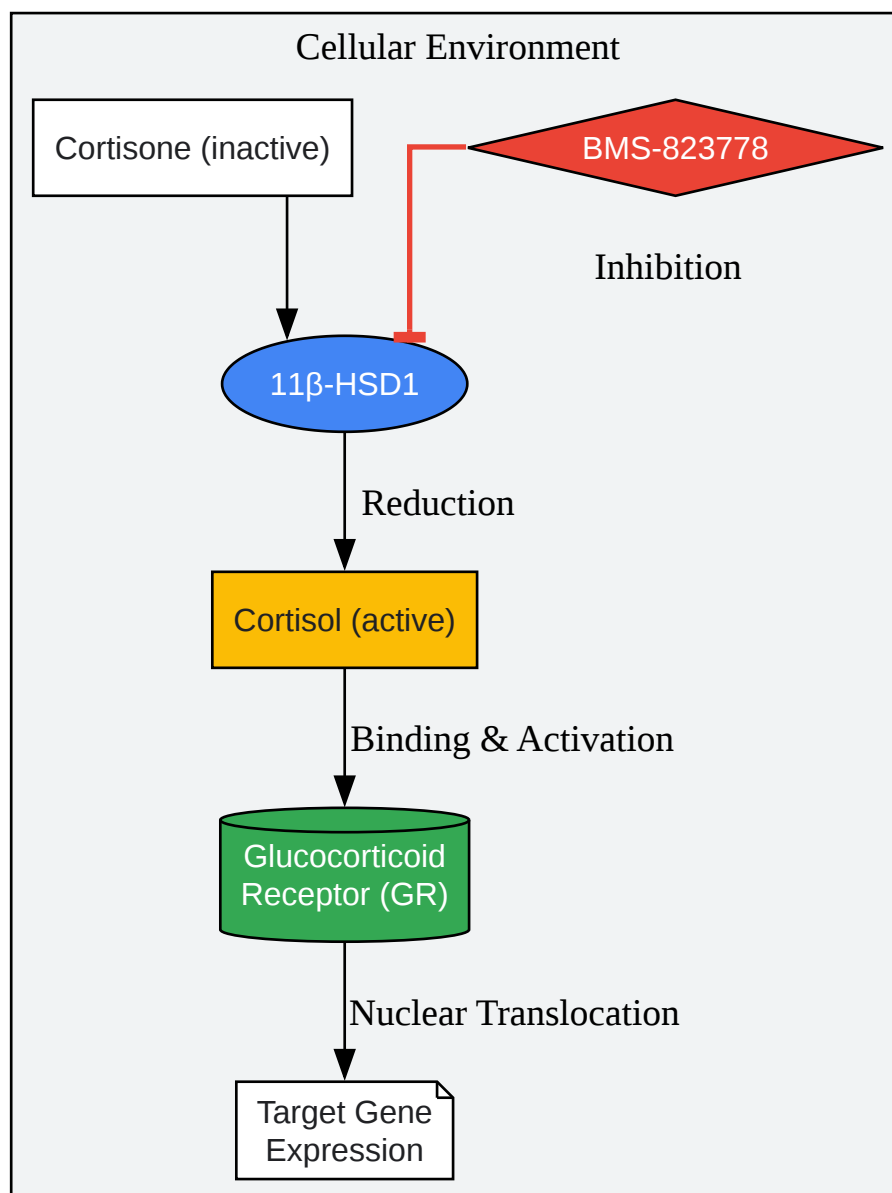 Cellular Environment
Cortisone (inactive)
BMS-823778
Inhibition
11β-HSD1
Reduction
Cortisol (active)
Binding & Activation
Glucocorticoid
Receptor (GR)
Nuclear Translocation
Target Gene
Expression